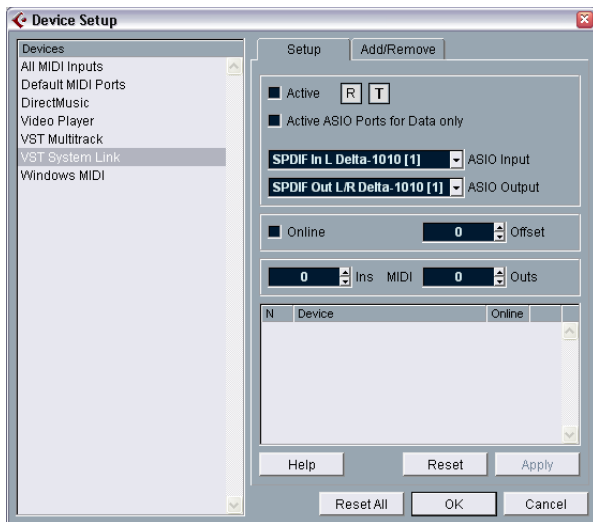 Device Setup
Devices
All MIDI Inputs
Default MIDI Ports
DirectMusic
Video Player
VST Multitrack
VST System Link
Windows MIDI
Setup
Add/Remove
Active R T
Active ASIO Ports for Data only
SPDIF In L Delta-1010 [1] ASIO Input
SPDIF Out L/R Delta-1010 [1] ASIO Output
Online 0 Offset
0 Ins MIDI 0 Outs
N Device Online
Help Reset Apply
Reset All OK Cancel